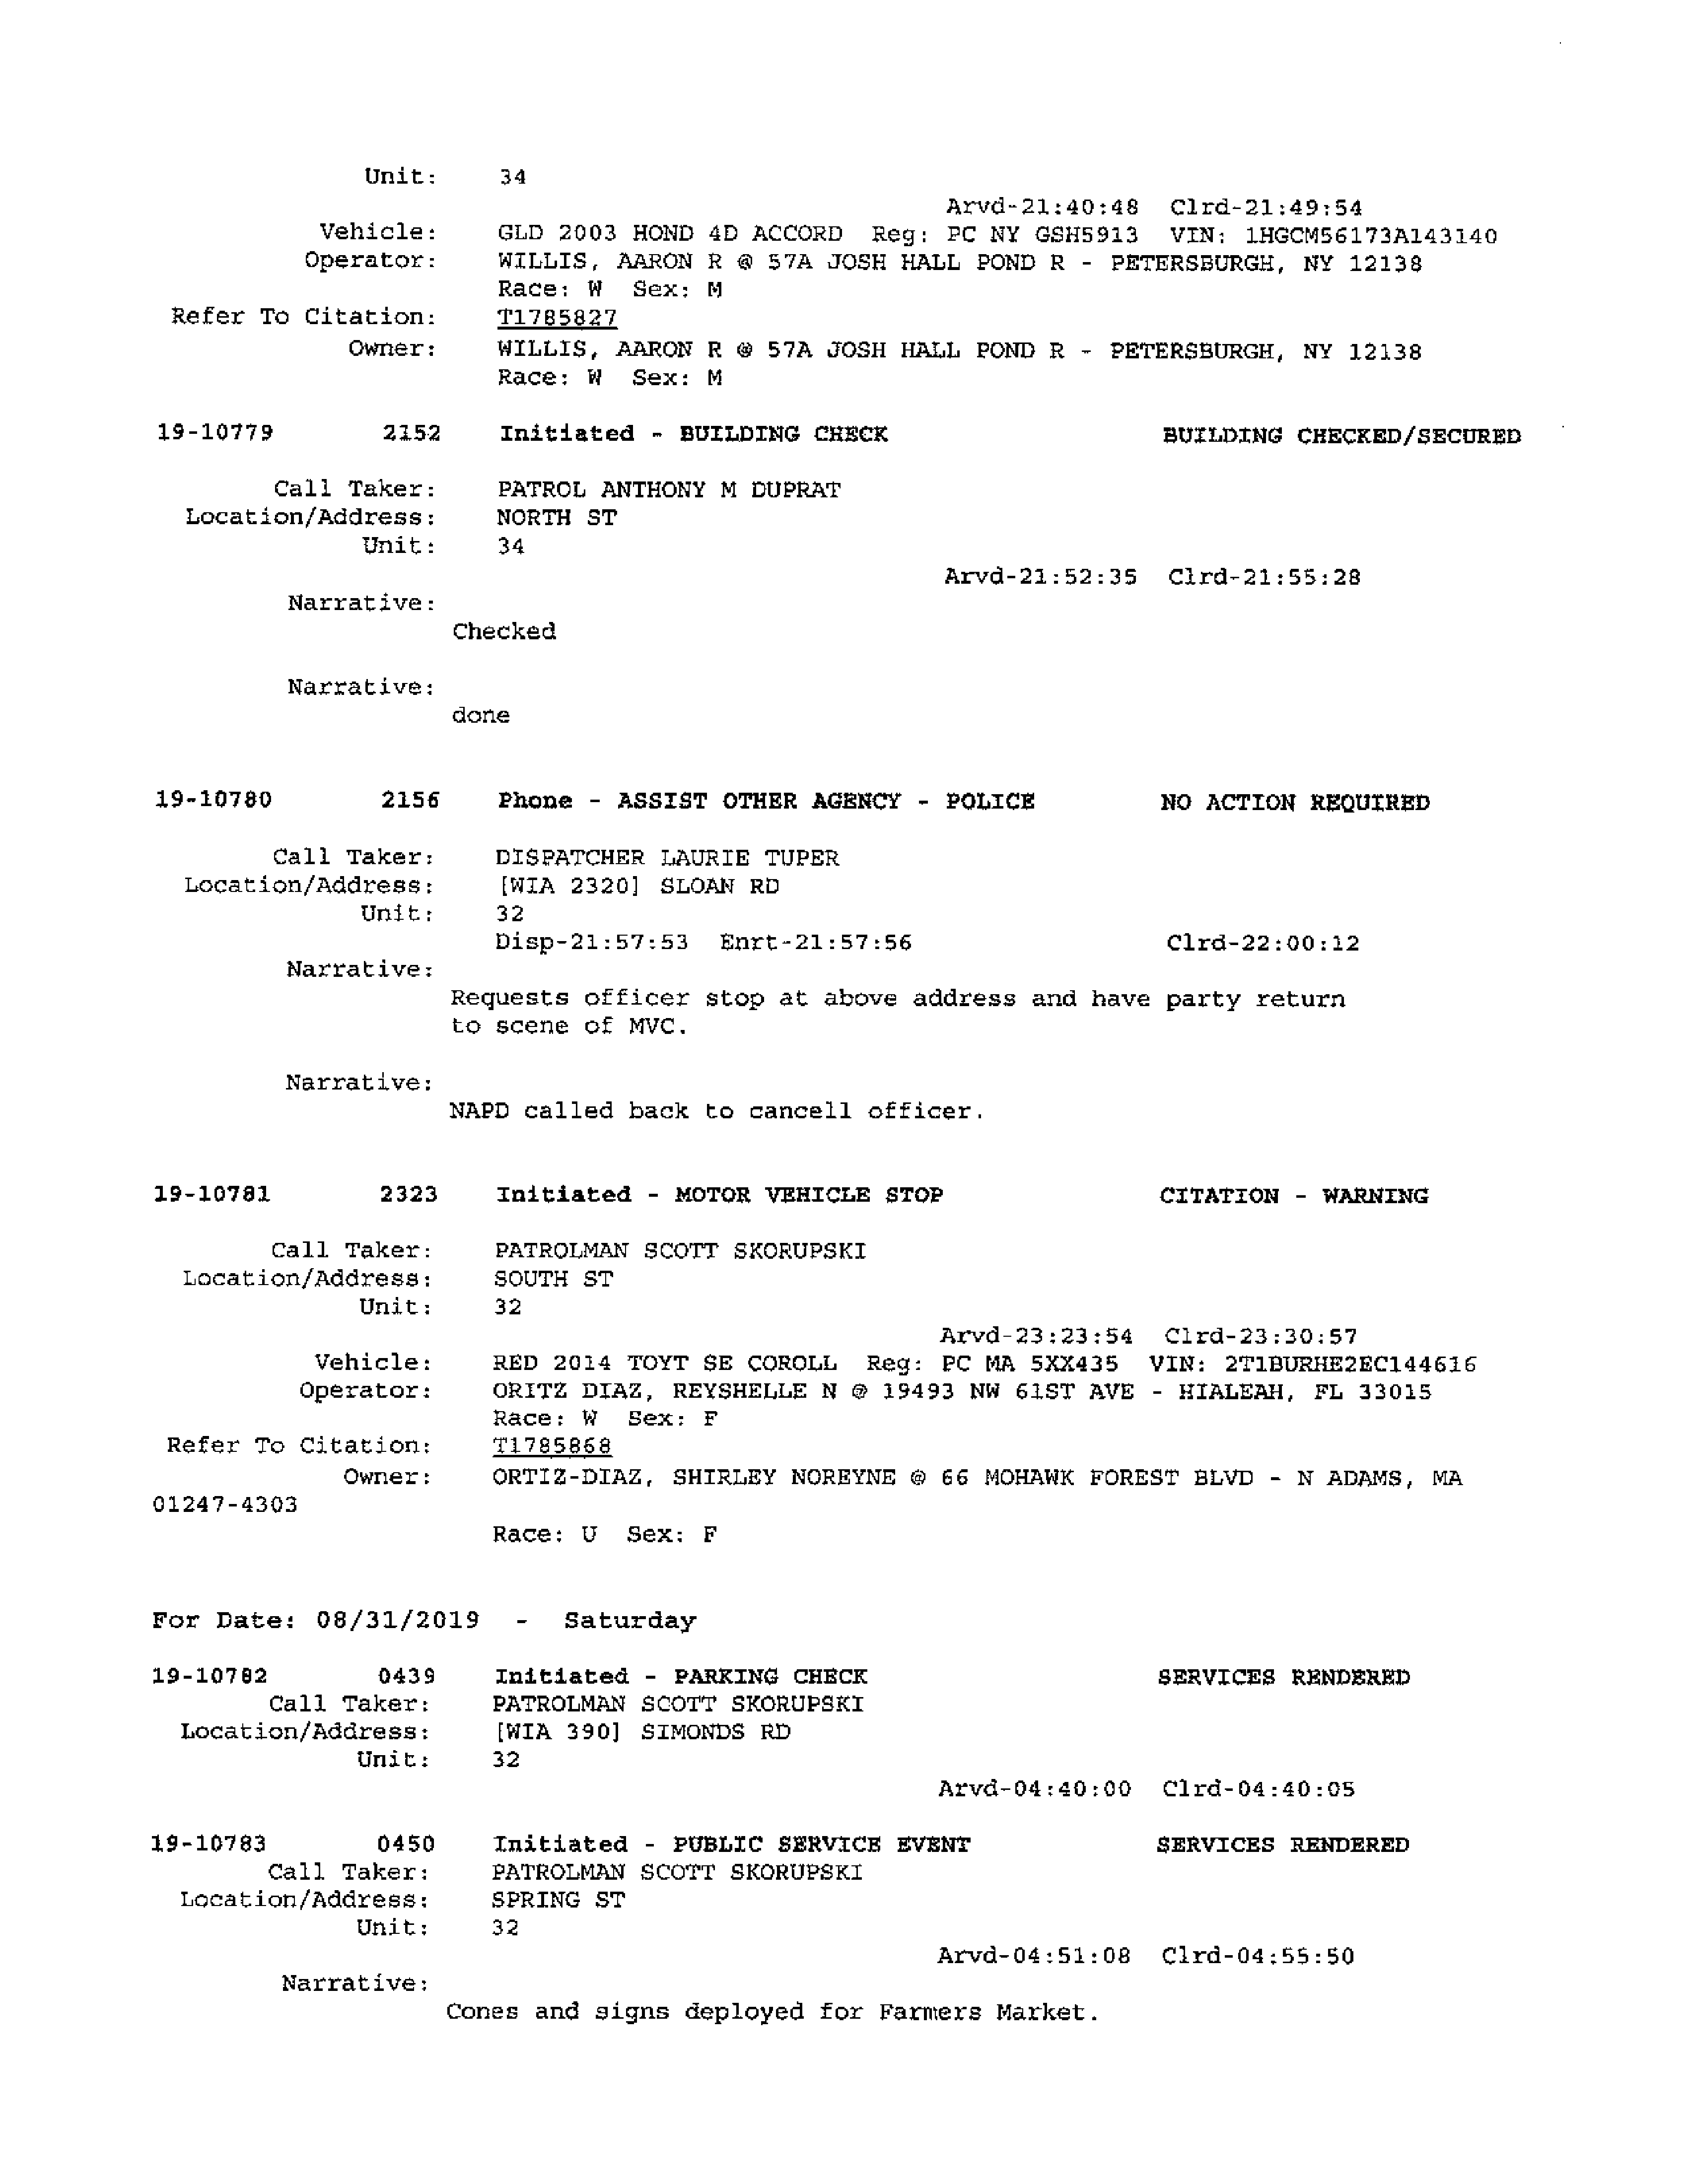 Unit: 34
Arvd-21:40:48 Clrd-21:49:54
Vehicle: GLD 2003 HOND 4D ACCORD Reg: PC NY GSH5913 VIN: 1HGCM56173A143140
Operator: WILLIS, AARON R @ 57A JOSH HALL POND R - PETERSBURGH, NY 12138
Race: W Sex: M
Refer To Citation: T1785827
Owner: WILLIS, AARON R @ 57A JOSH HALL POND R - PETERSBURGH, NY 12138
Race: W Sex: M
19-10779 2152 Initiated - BUILDING CHECK BUILDING CHECKED/SECURED
Call Taker: PATROL ANTHONY M DUPRAT
Location/Address: NORTH ST
Unit: 34
Arvd-21:52:35 Clrd-21:55:28
Narrative:
Checked
Narrative:
done
19-10780 2156 Phone - ASSIST OTHER AGENCY - POLICE NO ACTION REQUIRED
Call Taker: DISPATCHER LAURIE TUPER
Location/Address: [WIA 2320] SLOAN RD
Unit: 32
Disp-21:57:53 Enrt-21:57:56 Clrd-22:00:12
Narrative:
Requests officer stop at above address and have party return
to scene of MVC.
Narrative:
NAPD called back to cancell officer.
19-10781 2323 Initiated - MOTOR VEHICLE STOP CITATION - WARNING
Call Taker: PATROLMAN SCOTT SKORUPSKI
Location/Address: SOUTH ST
Unit: 32
Arvd-23:23:54 Clrd-23:30:57
Vehicle: RED 2014 TOYT SE COROLL Reg: PC MA 5XX435 VIN: 2T1BURHE2EC144616
Operator: ORITZ DIAZ, REYSHELLE N @ 19493 NW 61ST AVE - HIALEAH, FL 33015
Race: W Sex: F
Refer To Citation: T1785868
Owner: ORTIZ-DIAZ, SHIRLEY NOREYNE @ 66 MOHAWK FOREST BLVD - N ADAMS, MA
01247-4303
Race: U Sex: F
For Date: 08/31/2019 - Saturday
19-10782 0439 Initiated - PARKING CHECK SERVICES RENDERED
Call Taker: PATROLMAN SCOTT SKORUPSKI
Location/Address: [WIA 390] SIMONDS RD
Unit: 32
Arvd-04:40:00 Clrd-04:40:05
19-10783 0450 Initiated - PUBLIC SERVICE EVENT SERVICES RENDERED
Call Taker: PATROLMAN SCOTT SKORUPSKI
Location/Address: SPRING ST
Unit: 32
Arvd-04:51:08 Clrd-04:55:50
Narrative:
Cones and signs deployed for Farmers Market.